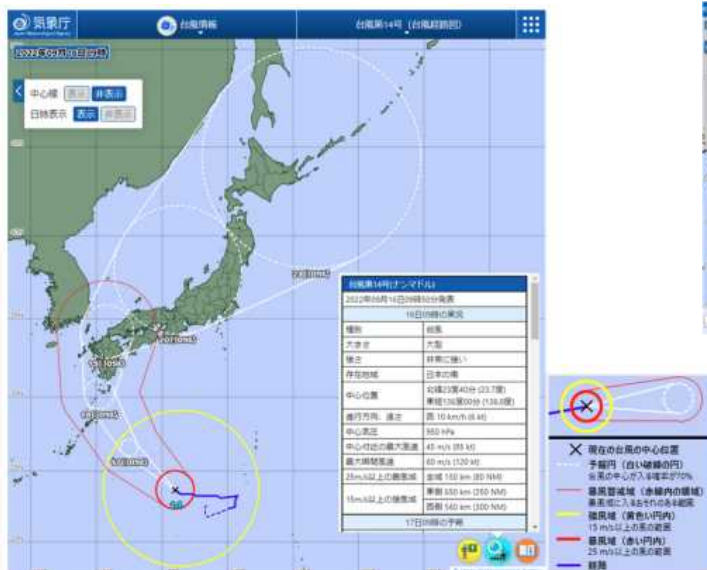 気象庁
台風情報
台風第14号 (台風経路図)
2022年09月16日09時
中心線 表示 非表示
日時表示 表示 非表示
台風第14号(ナンマドル)
2022年09月16日09時50分発表
16日09時の実況
種別 台風
大きさ 大型
強さ 非常に強い
存在地域 日本の南
中心位置 北緯23度40分 (23.7度)
進行方向、速さ 西 10 km/h (6 kt)
中心気圧 950 hPa
中心付近の最大風速 45 m/s (85 kt)
最大瞬間風速 60 m/s (120 kt)
25m/s以上の暴風域 全域 150 km (80 NM)
15m/s以上の強風域
西側 560 km (300 NM)
17日09時の予報
現在の台風の中心位置
予報円 (白い破線の円)
台風の中心が入る確率が70%
暴風警戒域 (赤線内の領域)
暴風域に入るおそれのある範囲
強風域 (黄色い円内)
15 m/s以上の風の範囲
暴風域 (赤い円内)
25 m/s以上の風の範囲
経路